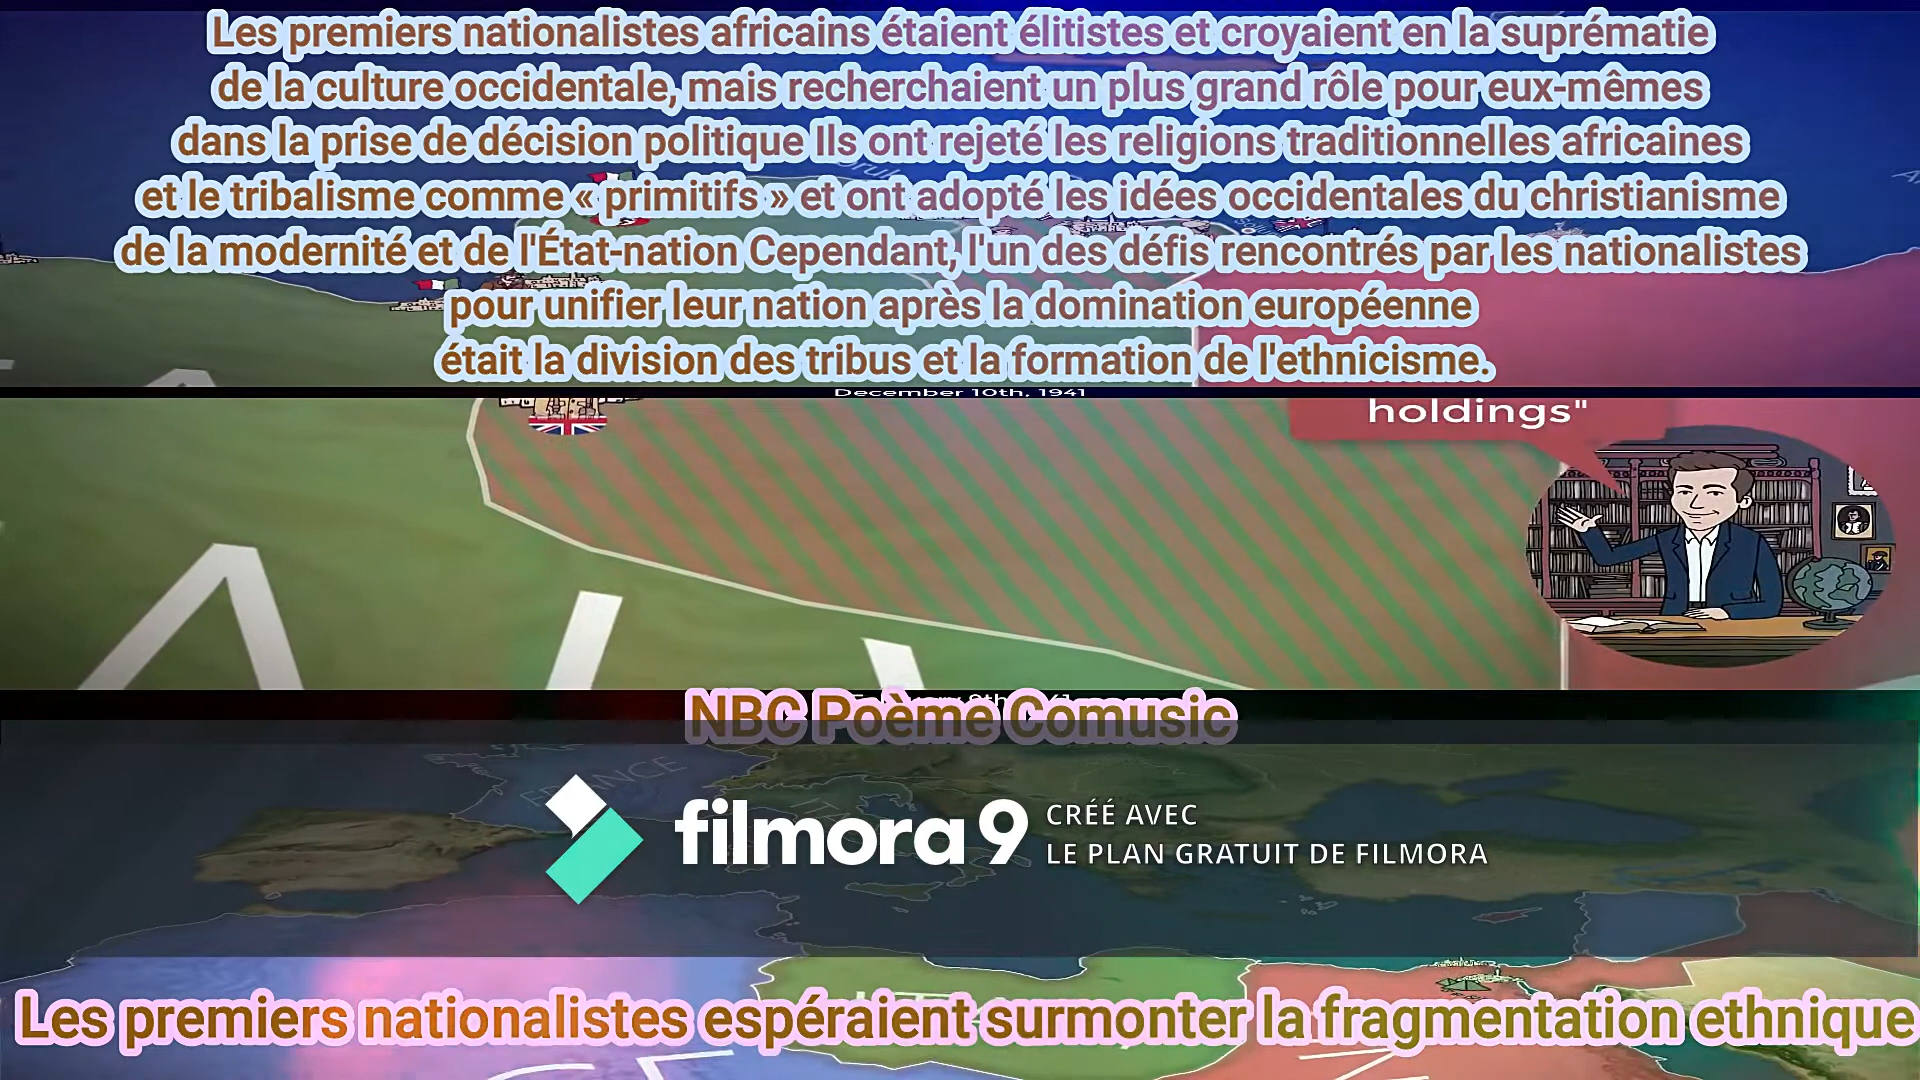 Les premiers nationalistes africains étaient élitistes et croyaient en la suprématie
de la culture occidentale, mais recherchaient un plus grand rôle pour eux-mêmes
dans la prise de décision politique Ils ont rejeté les religions traditionnelles africaines
et le tribalisme comme « primitifs » et ont adopté les idées occidentales du christianisme
de la modernité et de l'État-nation Cependant, l'un des défis rencontrés par les nationalistes
pour unifier leur nation après la domination européenne
était la division des tribus et la formation de l'ethnicisme.
December 10th, 1941
holdings"
NBC Poème Comusic
FRANCE
filmora 9
CRÉÉ AVEC
LE PLAN GRATUIT DE FILMORA
Les premiers nationalistes espéraient surmonter la fragmentation ethnique